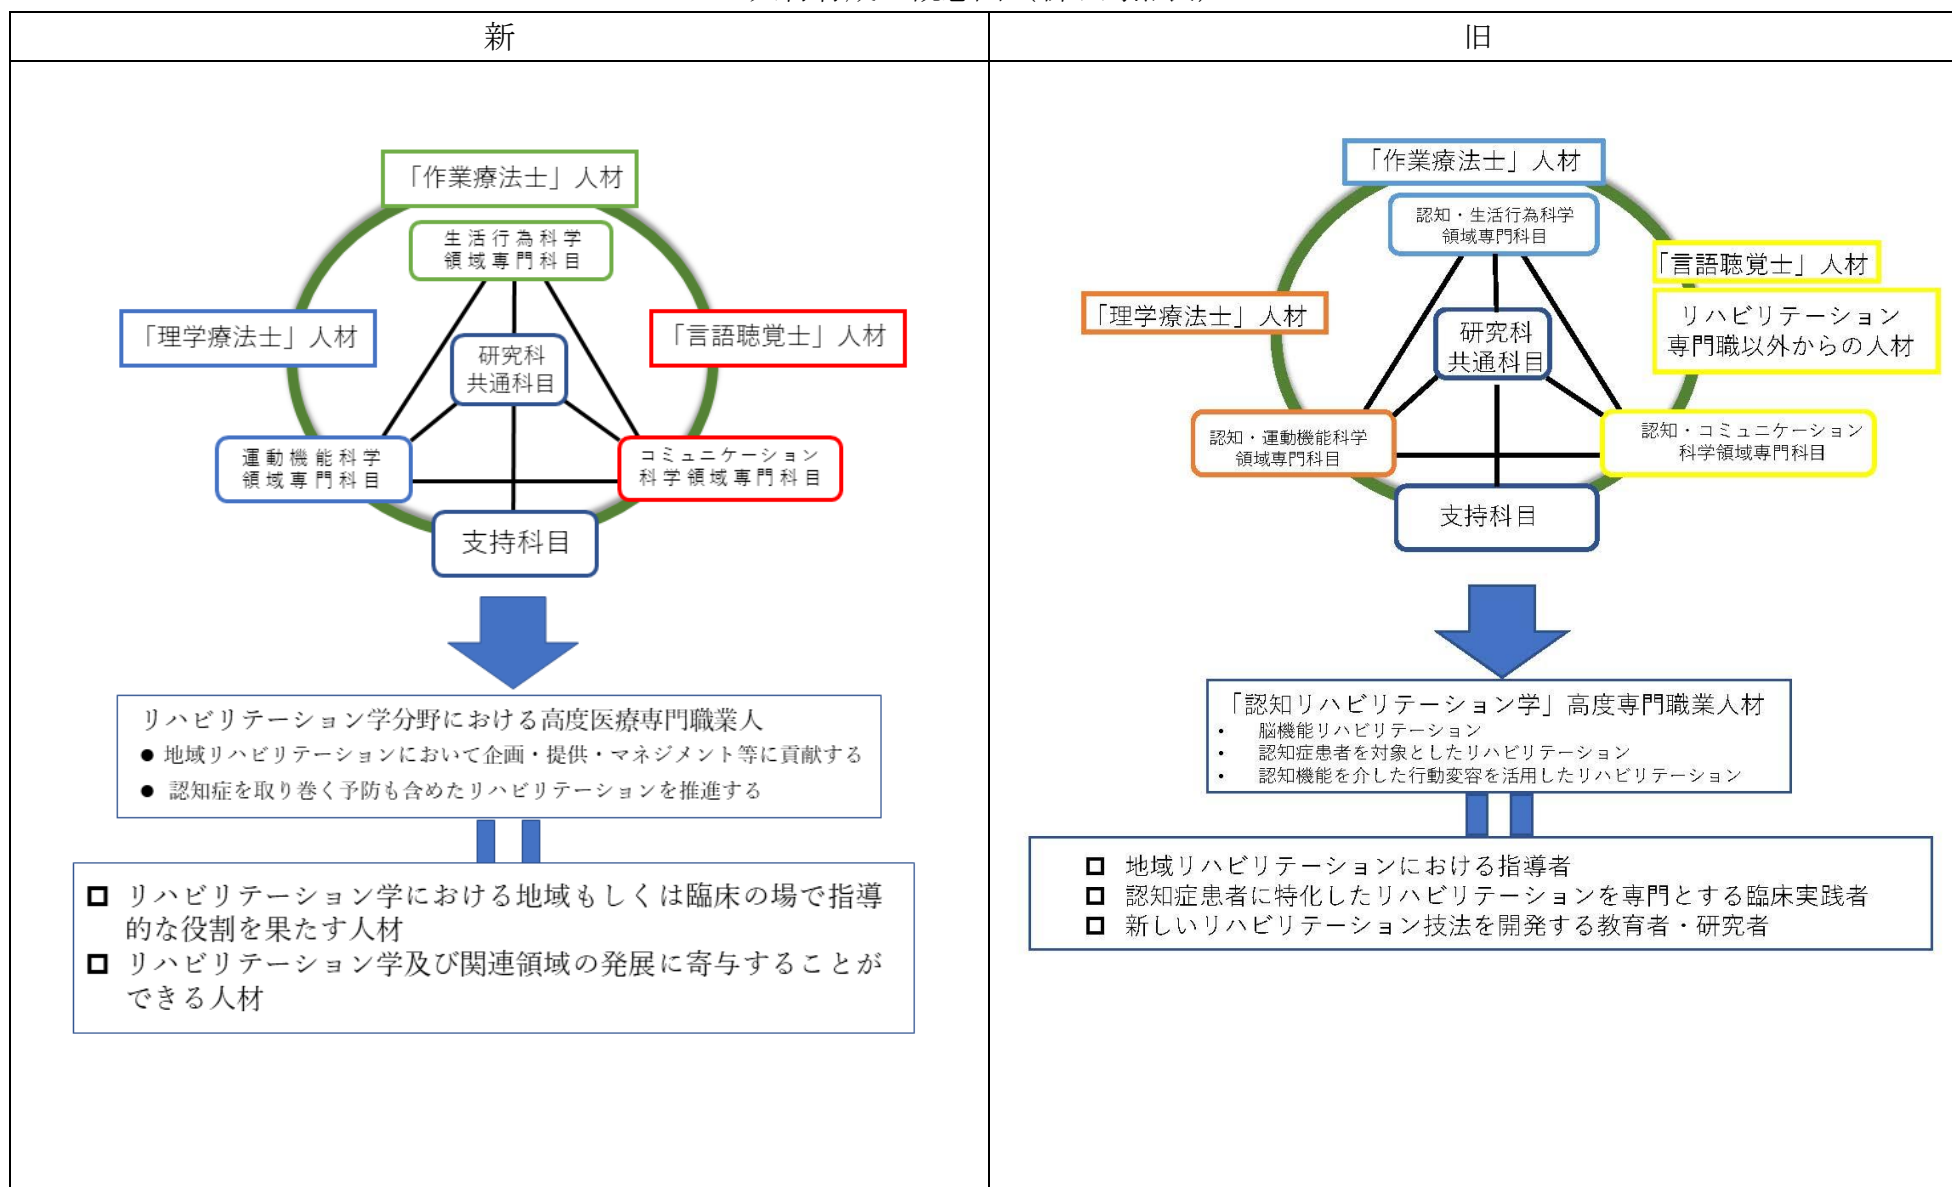 新
「作業療法士」人材
生活行為科学
領域専門科目
「理学療法士」人材
「言語聴覚士」人材
研究科
共通科目
運動機能科学
領域専門科目
コミュニケーション
科学領域専門科目
支持科目
リハビリテーション学分野における高度医療専門職業人
● 地域リハビリテーションにおいて企画・提供・マネジメント等に貢献する
● 認知症を取り巻く予防も含めたリハビリテーションを推進する
□ リハビリテーション学における地域もしくは臨床の場で指導
的な役割を果たす人材
□ リハビリテーション学及び関連領域の発展に寄与することが
できる人材
旧
「作業療法士」人材
認知・生活行為科学
領域専門科目
「言語聴覚士」人材
リハビリテーション
専門職以外からの人材
「理学療法士」人材
研究科
共通科目
認知・運動機能科学
領域専門科目
認知・コミュニケーション
科学領域専門科目
支持科目
「認知リハビリテーション学」高度専門職業人材
• 脳機能リハビリテーション
• 認知症患者を対象としたリハビリテーション
• 認知機能を介した行動変容を活用したリハビリテーション
□ 地域リハビリテーションにおける指導者
□ 認知症患者に特化したリハビリテーションを専門とする臨床実践者
□ 新しいリハビリテーション技法を開発する教育者・研究者